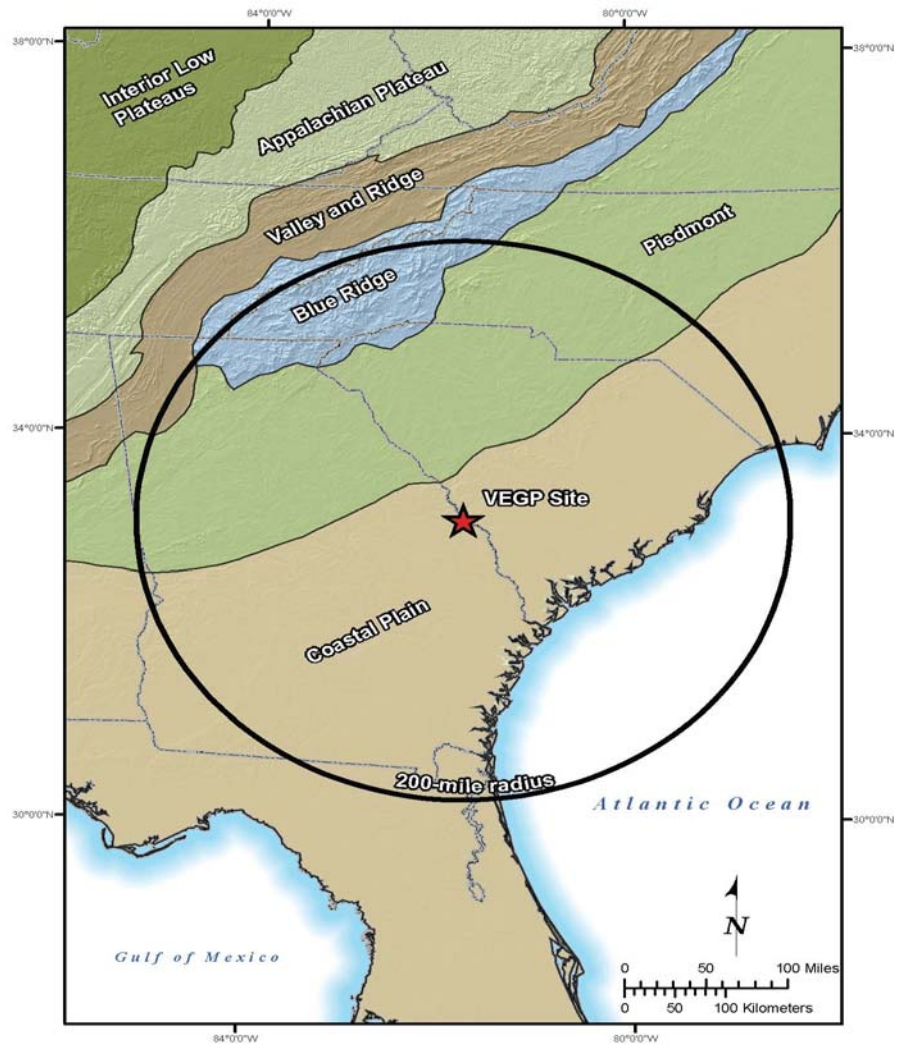 84°0'0"W
80°0'0"W
38°0'0"N
38°0'0"N
Interior Low
Plateaus
Appalachian Plateau
Valley and Ridge
Piedmont
Blue Ridge
34°0'0"N
34°0'0"N
VEGP Site
Coastal Plain
200-mile radius
Atlantic Ocean
30°0'0"N
30°0'0"N
N
Gulf of Mexico
0 50 100 Miles
0 50 100 Kilometers
84°0'0"W
80°0'0"W